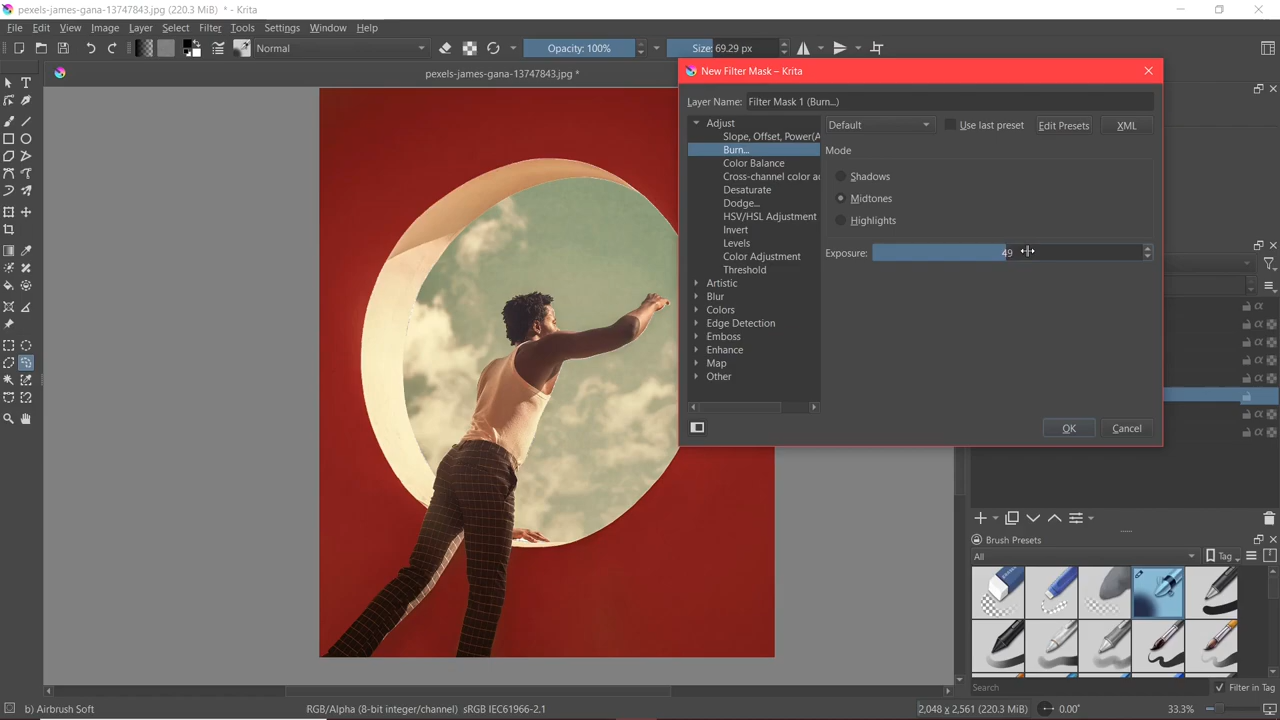 pexels-james-gana-13747843.jpg (220.3 MiB) * - Krita
File Edit View Image Layer Select Filter Tools Settings Window Help
Normal Opacity: 100% Size: 69.29 px
pexels-james-gana-13747843.jpg *
New Filter Mask – Krita
Layer Name: Filter Mask 1 (Burn...)
Adjust
Slope, Offset, Power(A
Burn...
Color Balance
Cross-channel color ad
Desaturate
Dodge...
HSV/HSL Adjustment
Invert
Levels
Color Adjustment
Threshold
Artistic
Blur
Colors
Edge Detection
Emboss
Enhance
Map
Other
Default Use last preset Edit Presets XML
Mode
Shadows
Midtones
Highlights
Exposure: 49
OK Cancel
Brush Presets
All Tag
Search Filter in Tag
b) Airbrush Soft RGB/Alpha (8-bit integer/channel) sRGB IEC61966-2.1 2,048 x 2,561 (220.3 MiB) 0.00° 33.3%